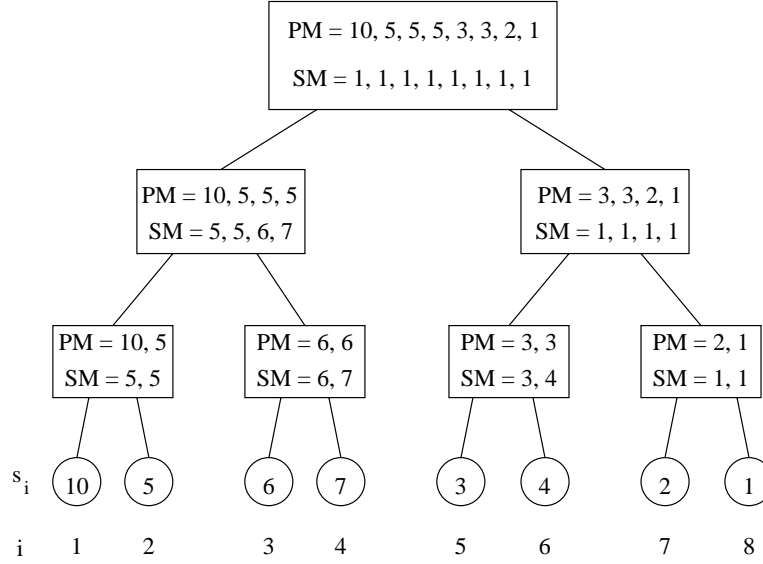 PM = 10, 5, 5, 5, 3, 3, 2, 1
SM = 1, 1, 1, 1, 1, 1, 1, 1
PM = 10, 5, 5, 5
SM = 5, 5, 6, 7
PM = 3, 3, 2, 1
SM = 1, 1, 1, 1
PM = 10, 5
SM = 5, 5
PM = 6, 6
SM = 6, 7
PM = 3, 3
SM = 3, 4
PM = 2, 1
SM = 1, 1
s_i 10 5 6 7 3 4 2 1
i 1 2 3 4 5 6 7 8